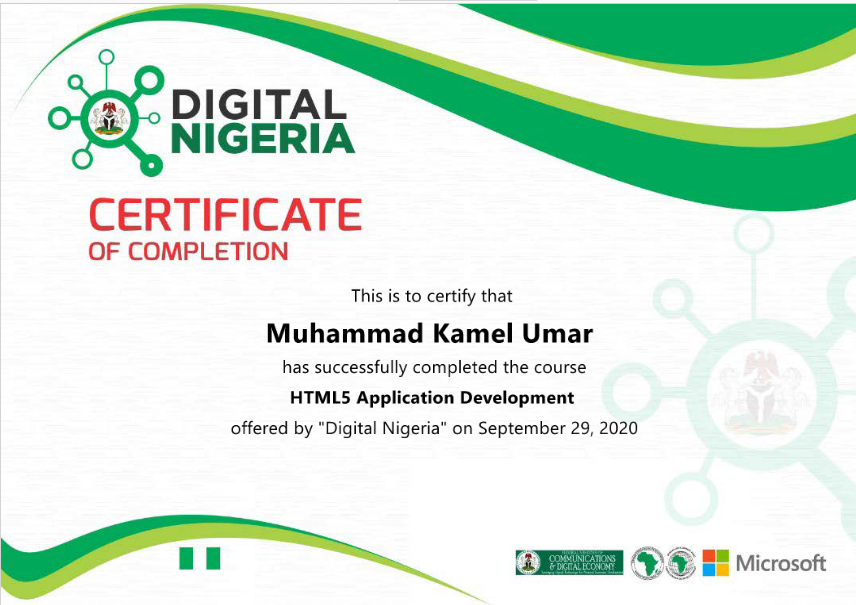 DIGITAL
NIGERIA
CERTIFICATE
OF COMPLETION
This is to certify that
Muhammad Kamel Umar
has successfully completed the course
HTML5 Application Development
offered by "Digital Nigeria" on September 29, 2020
COMMUNICATIONS
& DIGITAL ECONOMY
Microsoft